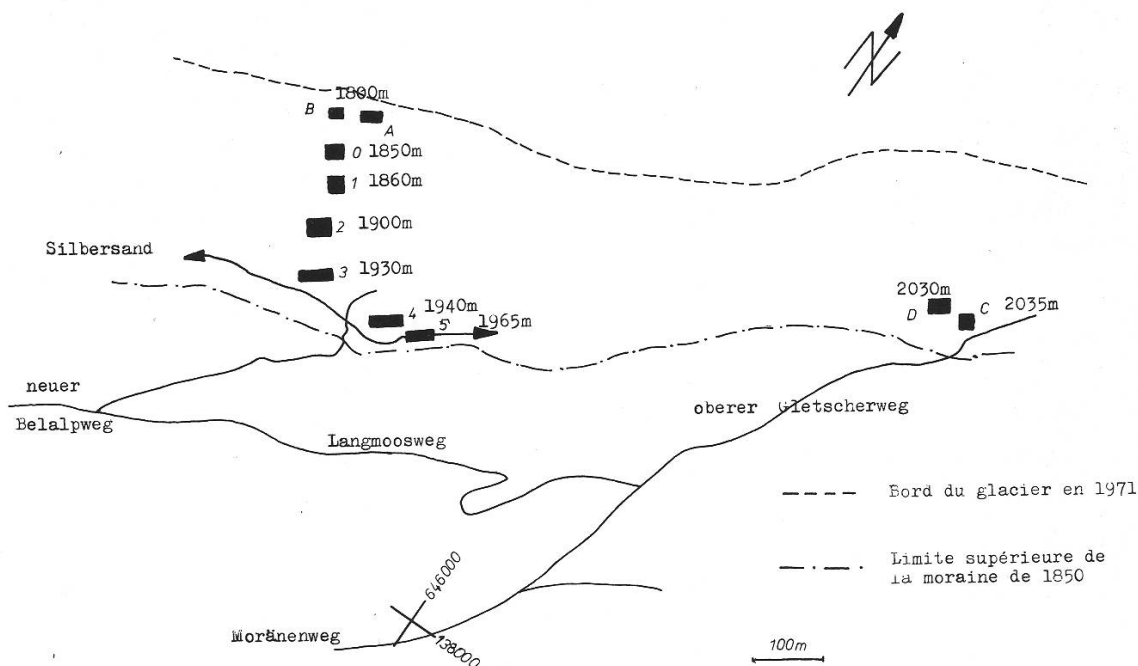 N
1800m
B
A
0 1850m
1 1860m
2 1900m
Silbersand
3 1930m
1940m
4
5
1965m
2030m
D
C
2035m
neuer
Belalpweg
oberer Gletscherweg
Langmoosweg
Bord du glacier en 1971
Limite supérieure de
la moraine de 1850
646000
138000
Moränenweg
100m